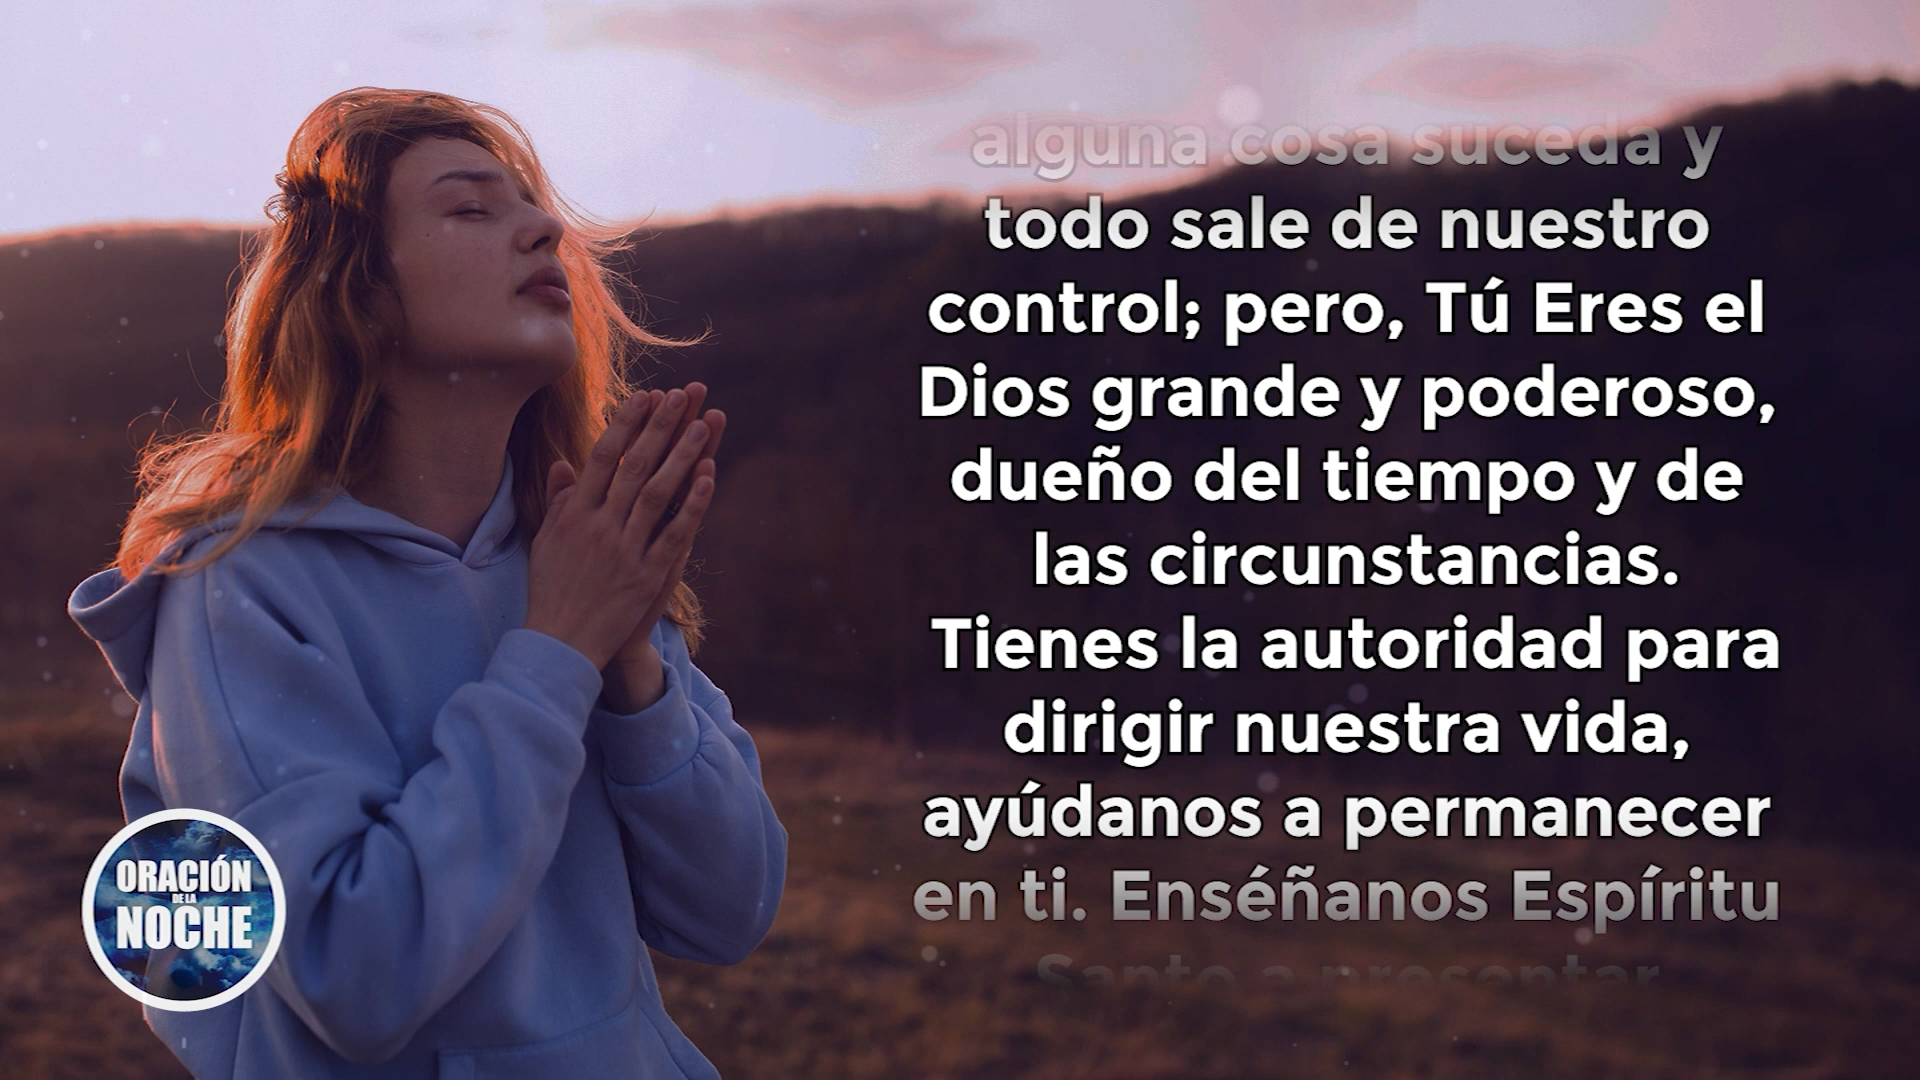 alguna cosa suceda y
todo sale de nuestro
control; pero, Tú Eres el
Dios grande y poderoso,
dueño del tiempo y de
las circunstancias.
Tienes la autoridad para
dirigir nuestra vida,
ayúdanos a permanecer
en ti. Enséñanos Espíritu
Santo a presentar
ORACIÓN
DE LA
NOCHE